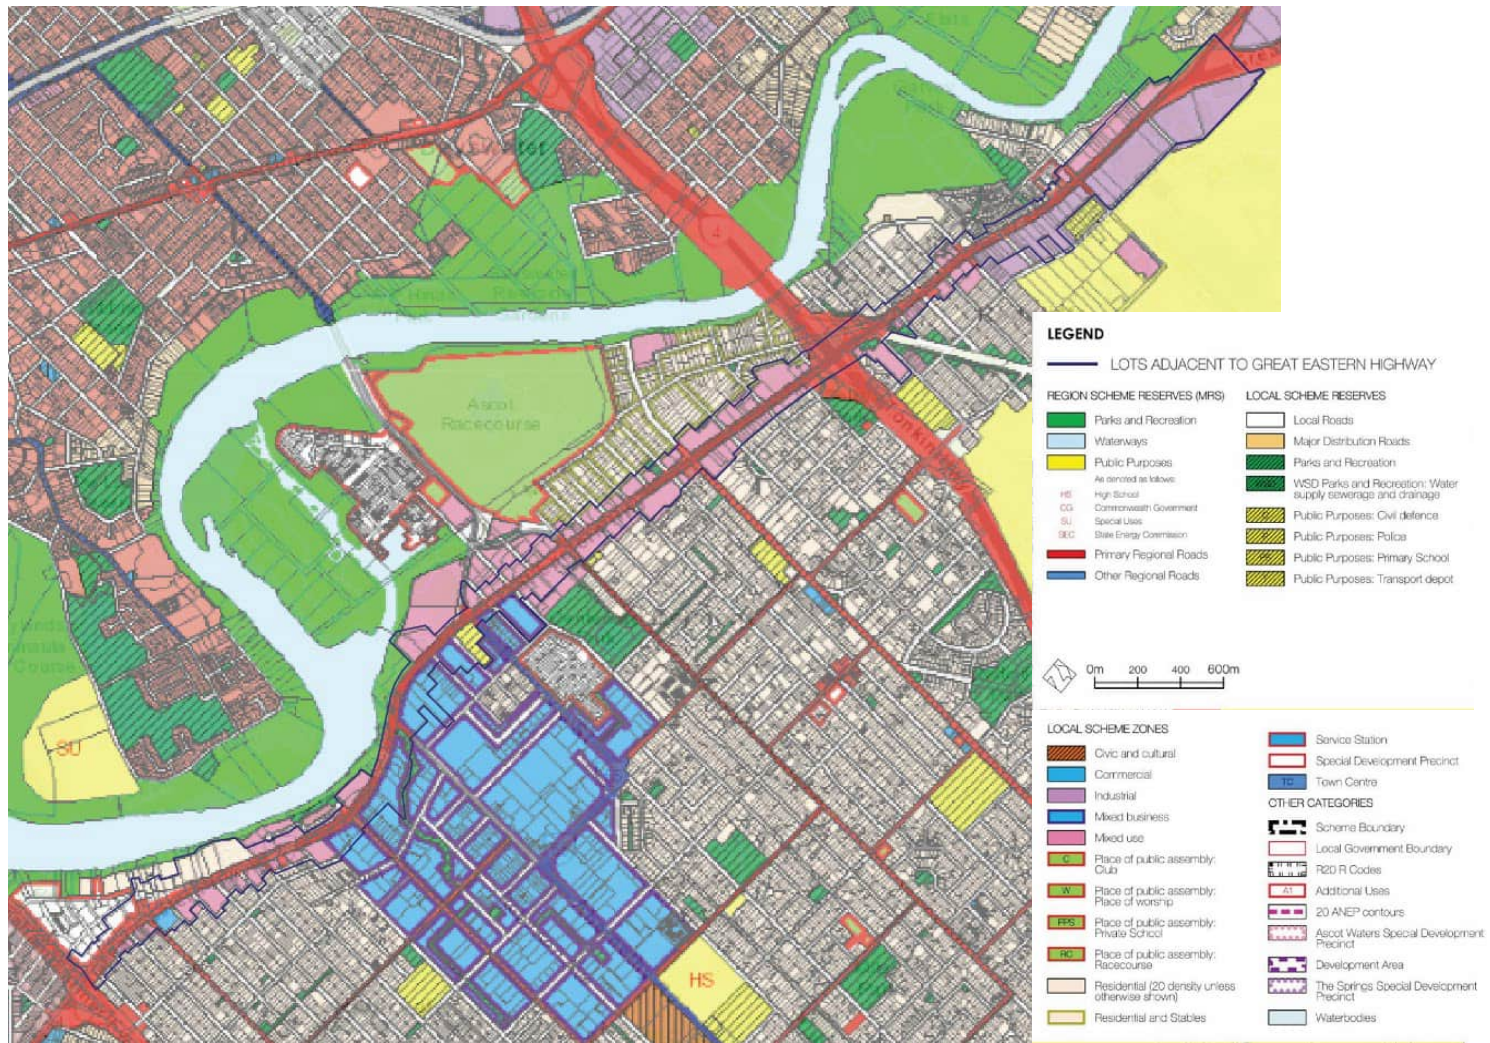 4
Ascot
Racecourse
SU
HS
LEGEND
LOTS ADJACENT TO GREAT EASTERN HIGHWAY
REGION SCHEME RESERVES (MRS)
Parks and Recreation
Waterways
Public Purposes
As denoted as follows:
HS High School
CG Commonwealth Government
SU Special Uses
SEC State Energy Commission
Primary Regional Roads
Other Regional Roads
LOCAL SCHEME RESERVES
Local Roads
Major Distribution Roads
Parks and Recreation
WSD Parks and Recreation: Water
supply sewerage and drainage
Public Purposes: Civil defence
Public Purposes: Police
Public Purposes: Primary School
Public Purposes: Transport depot
0m 200 400 600m
LOCAL SCHEME ZONES
Civic and cultural
Commercial
Industrial
Mixed business
Mixed use
C Place of public assembly:
Club
W Place of public assembly:
Place of worship
PPS Place of public assembly:
Private School
RC Place of public assembly:
Racecourse
Residential (20 density unless
otherwise shown)
Residential and Stables
Service Station
Special Development Precinct
TC Town Centre
OTHER CATEGORIES
Scheme Boundary
Local Government Boundary
R20 R Codes
A1 Additional Uses
20 ANEP contours
Ascot Waters Special Development
Precinct
Development Area
The Springs Special Development
Precinct
Waterbodies